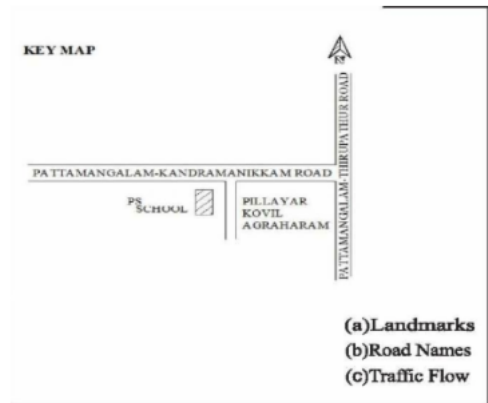 KEY MAP
N
PATTAMANGALAM-THIRUPATHUR ROAD
PATTAMANGALAM-KANDRAMANIKKAM ROAD
PS
SCHOOL
PILLAYAR
KOVIL
AGRAHARAM
(a)Landmarks
(b)Road Names
(c)Traffic Flow